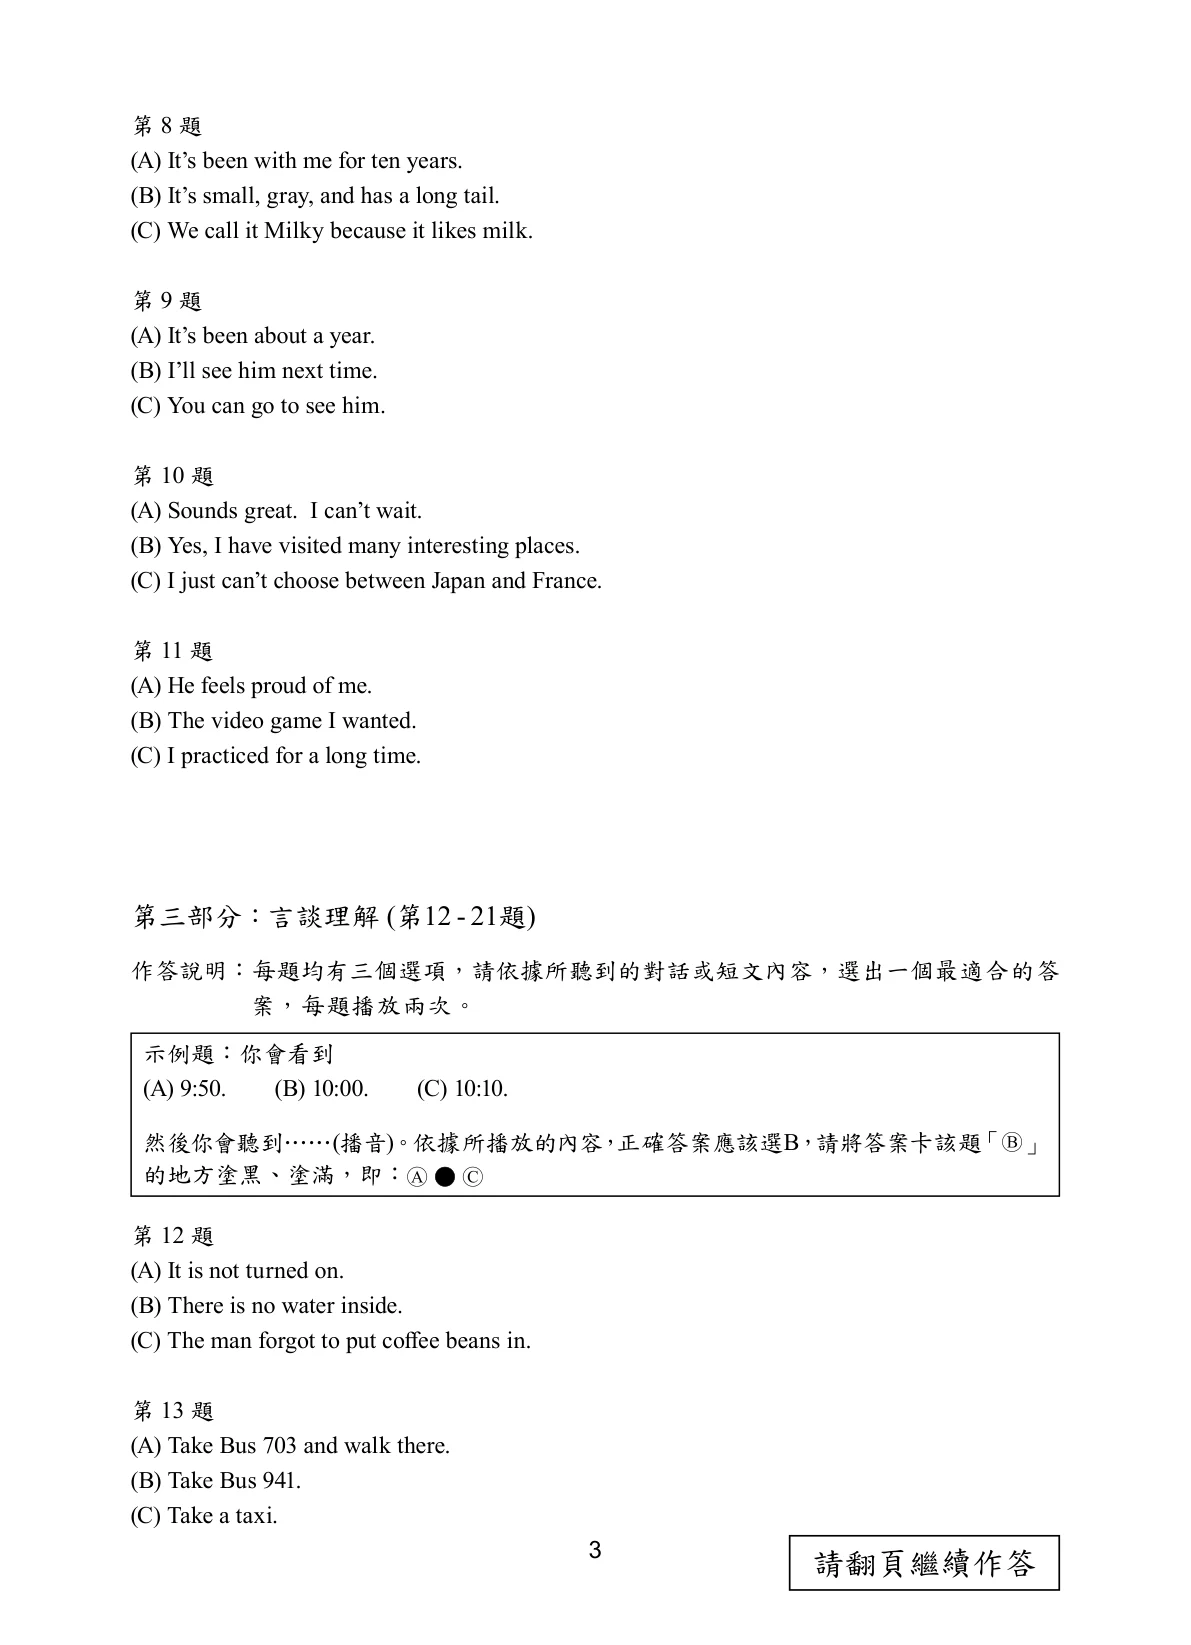 第 8 題
(A) It’s been with me for ten years.
(B) It’s small, gray, and has a long tail.
(C) We call it Milky because it likes milk.
第 9 題
(A) It’s been about a year.
(B) I’ll see him next time.
(C) You can go to see him.
第 10 題
(A) Sounds great.  I can’t wait.
(B) Yes, I have visited many interesting places.
(C) I just can’t choose between Japan and France.
第 11 題
(A) He feels proud of me.
(B) The video game I wanted.
(C) I practiced for a long time.
第三部分：言談理解 (第12 - 21題)
作答說明：每題均有三個選項，請依據所聽到的對話或短文內容，選出一個最適合的答
案，每題播放兩次。
示例題：你會看到
(A) 9:50. (B) 10:00. (C) 10:10.
然後你會聽到……(播音)。依據所播放的內容，正確答案應該選B，請將答案卡該題「Ⓑ」
的地方塗黑、塗滿，即：Ⓐ ● Ⓒ
第 12 題
(A) It is not turned on.
(B) There is no water inside.
(C) The man forgot to put coffee beans in.
第 13 題
(A) Take Bus 703 and walk there.
(B) Take Bus 941.
(C) Take a taxi.
3
請翻頁繼續作答